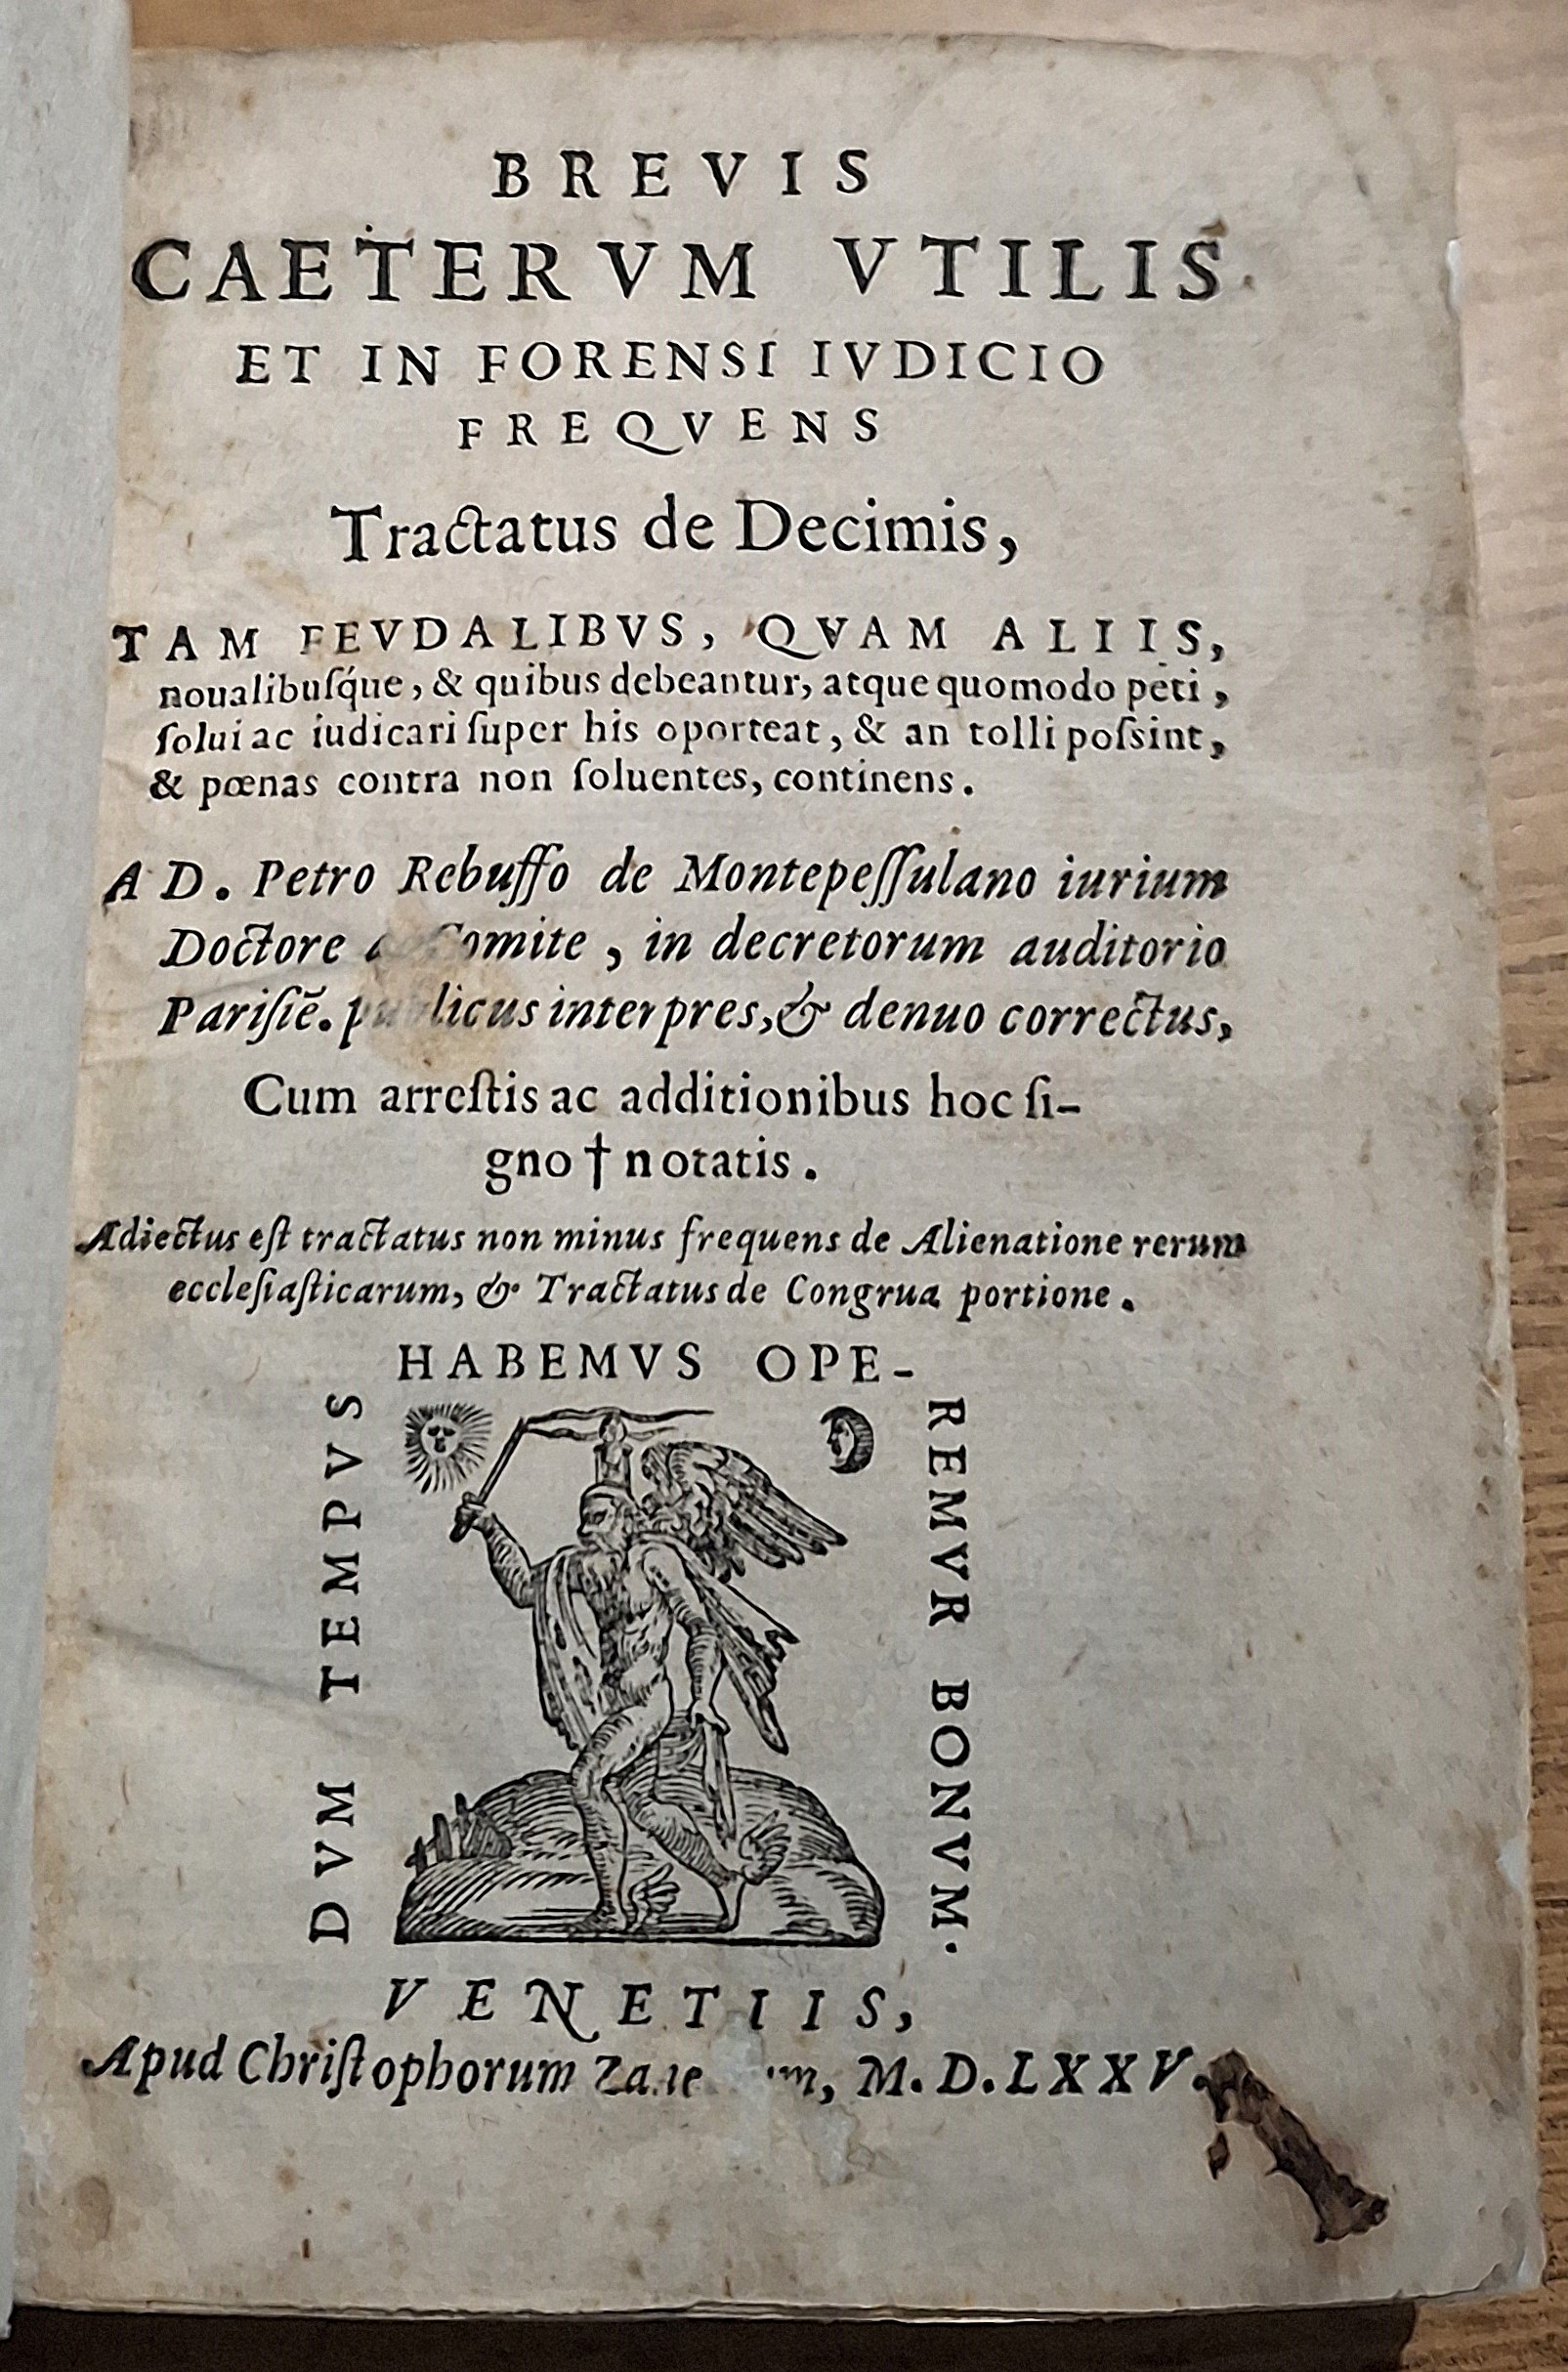 BREVIS
CAETERVM VTILIS
ET IN FORENSI IVDICIO
FREQVENS
Tractatus de Decimis,
TAM FEVDALIBVS, QVAM ALIIS,
noualibuſq́ue, & quibus debeantur, atque quomodo peti,
ſolui ac iudicari ſuper his oporteat, & an tolli poſsint,
& pœnas contra non ſoluentes, continens.
A D. Petro Rebuffo de Montepeſſulano iurium
Doctore Comite, in decretorum auditorio
Pariſiẽ. publicus interpres, & denuo correctus,
Cum arreſtis ac additionibus hoc ſi-
gno † notatis.
Adiectus eſt tractatus non minus frequens de Alienatione rerum
eccleſiaſticarum, & Tractatus de Congrua portione.
DVM TEMPVS
HABEMVS OPE-
REMVR BONVM.
VENETIIS,
Apud Chriſtophorum M. D. LXXV.